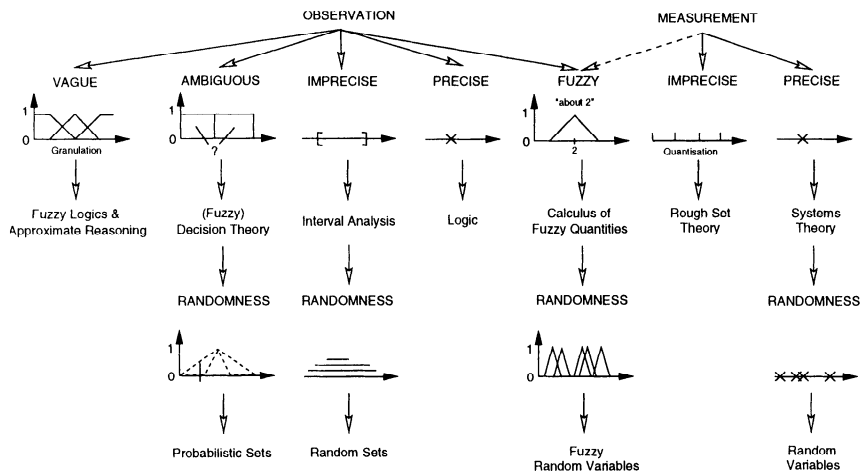 OBSERVATION
MEASUREMENT
VAGUE
AMBIGUOUS
IMPRECISE
PRECISE
FUZZY
IMPRECISE
PRECISE
1
0
Granulation
1
0
?
"about 2"
1
0
2
Quantisation
Fuzzy Logics &
Approximate Reasoning
(Fuzzy)
Decision Theory
Interval Analysis
Logic
Calculus of
Fuzzy Quantities
Rough Set
Theory
Systems
Theory
RANDOMNESS
RANDOMNESS
RANDOMNESS
RANDOMNESS
1
0
1
0
Probabilistic Sets
Random Sets
Fuzzy
Random Variables
Random
Variables